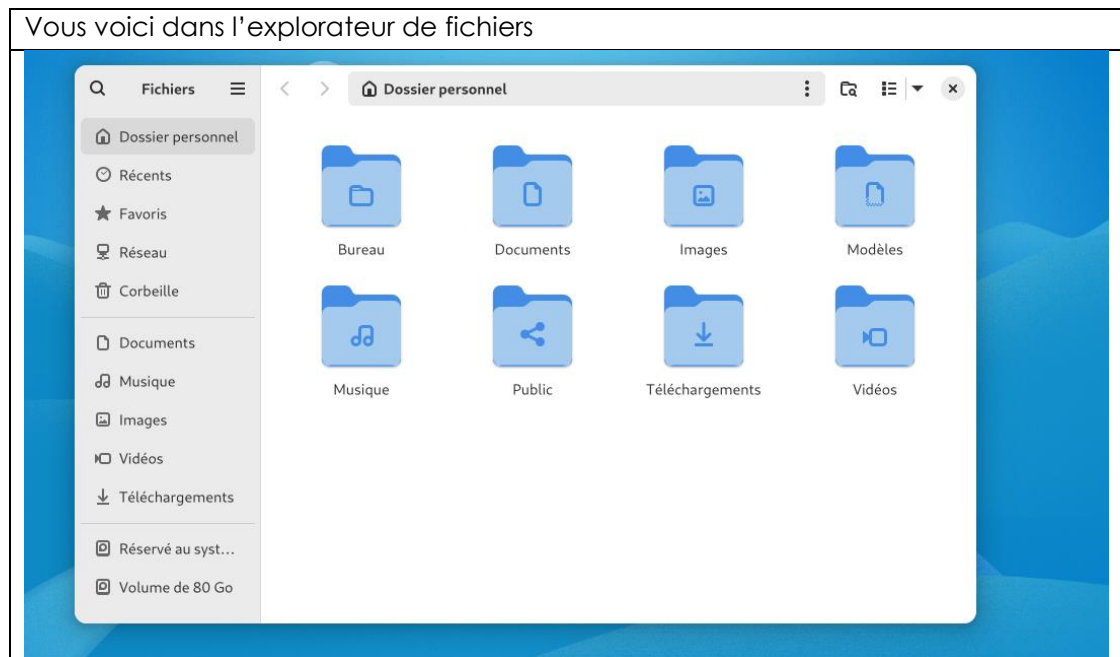 Vous voici dans l’explorateur de fichiers
Fichiers
Dossier personnel
Dossier personnel
Récents
Favoris
Réseau
Corbeille
Documents
Musique
Images
Vidéos
Téléchargements
Réservé au syst...
Volume de 80 Go
Bureau Documents Images Modèles
Musique Public Téléchargements Vidéos